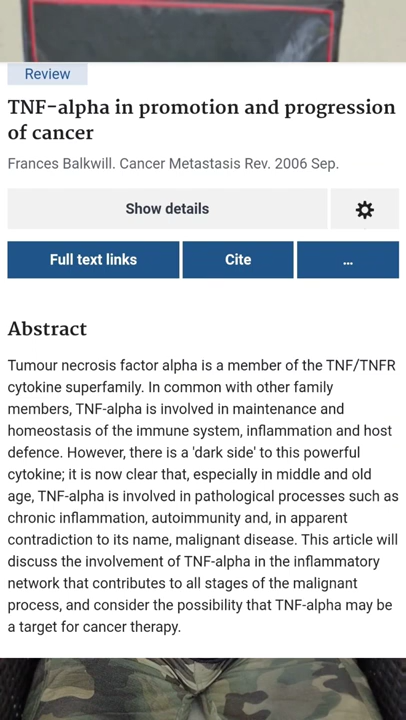 Review
TNF-alpha in promotion and progression
of cancer
Frances Balkwill. Cancer Metastasis Rev. 2006 Sep.
Show details
Full text links
Cite
...
Abstract
Tumour necrosis factor alpha is a member of the TNF/TNFR
cytokine superfamily. In common with other family
members, TNF-alpha is involved in maintenance and
homeostasis of the immune system, inflammation and host
defence. However, there is a 'dark side' to this powerful
cytokine; it is now clear that, especially in middle and old
age, TNF-alpha is involved in pathological processes such as
chronic inflammation, autoimmunity and, in apparent
contradiction to its name, malignant disease. This article will
discuss the involvement of TNF-alpha in the inflammatory
network that contributes to all stages of the malignant
process, and consider the possibility that TNF-alpha may be
a target for cancer therapy.